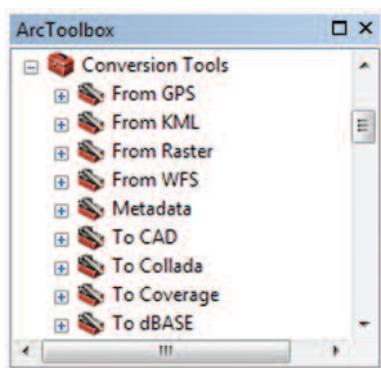 ArcToolbox
Conversion Tools
From GPS
From KML
From Raster
From WFS
Metadata
To CAD
To Collada
To Coverage
To dBASE